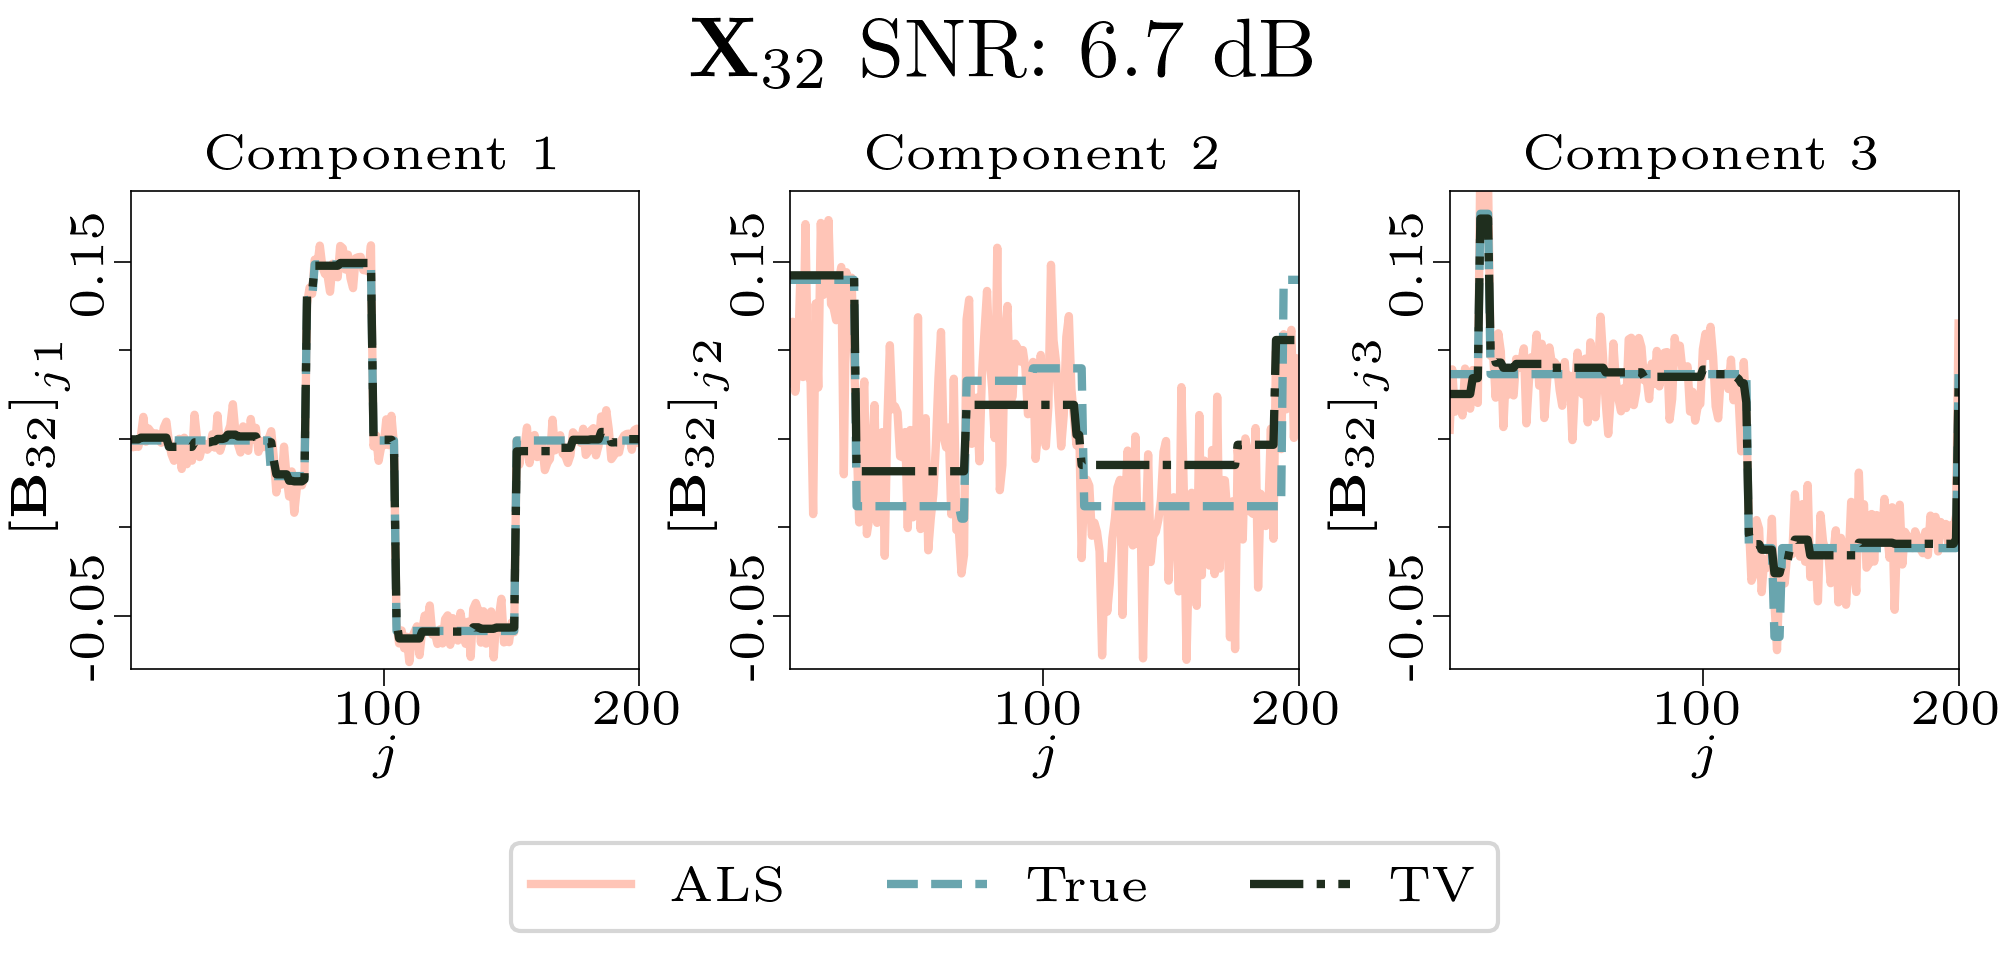 X32 SNR: 6.7 dB
Component 1
Component 2
Component 3
[B32]j1
0.15
-0.05
100
200
j
[B32]j2
0.15
-0.05
100
200
j
[B32]j3
0.15
-0.05
100
200
j
ALS
True
TV